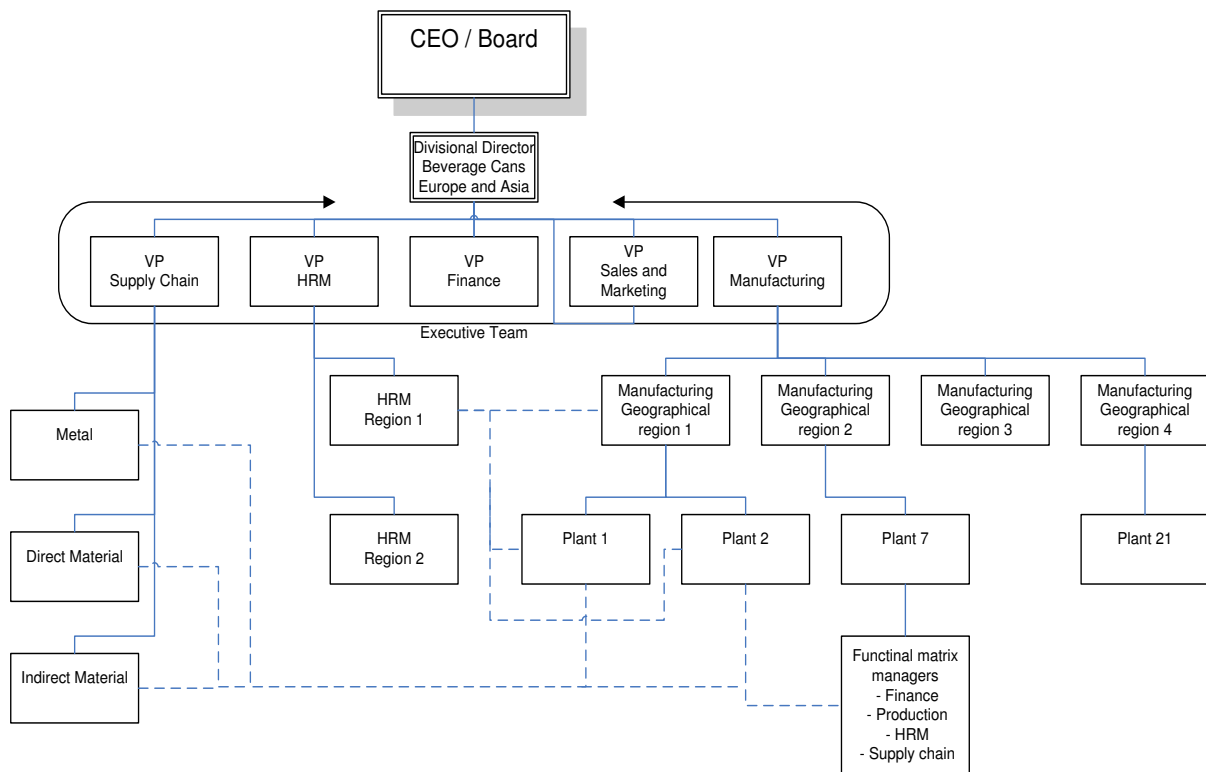 CEO / Board
Divisional Director
Beverage Cans
Europe and Asia
VP
Supply Chain
VP
HRM
VP
Finance
VP
Sales and
Marketing
VP
Manufacturing
Executive Team
HRM
Region 1
Manufacturing
Geographical
region 1
Manufacturing
Geographical
region 2
Manufacturing
Geographical
region 3
Manufacturing
Geographical
region 4
Metal
Direct Material
HRM
Region 2
Plant 1
Plant 2
Plant 7
Plant 21
Indirect Material
Functinal matrix
managers
- Finance
- Production
- HRM
- Supply chain